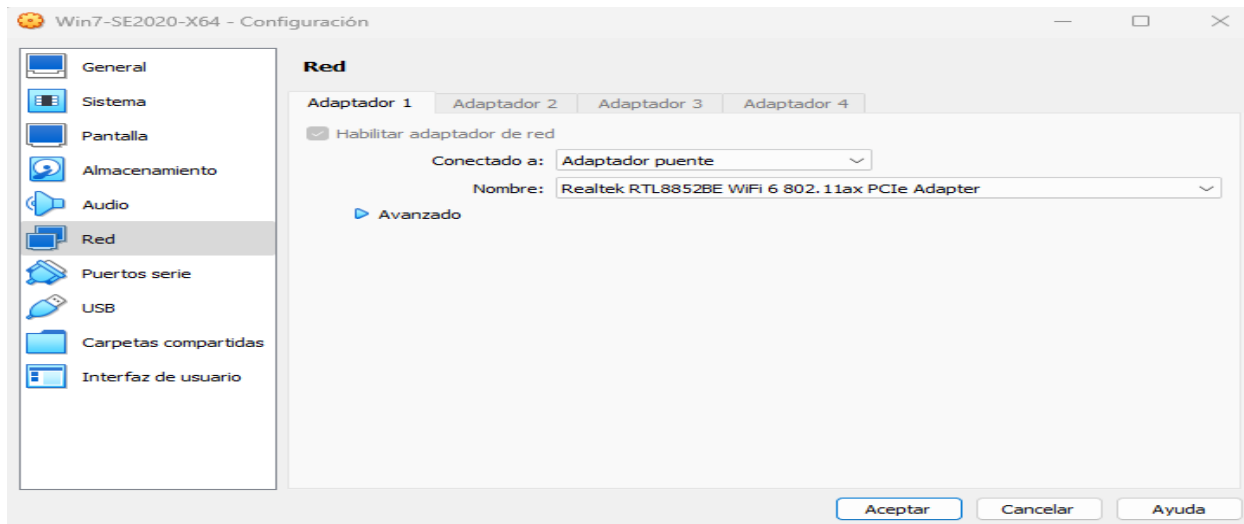 Win7-SE2020-X64 - Configuración
General
Sistema
Pantalla
Almacenamiento
Audio
Red
Puertos serie
USB
Carpetas compartidas
Interfaz de usuario
Red
Adaptador 1 Adaptador 2 Adaptador 3 Adaptador 4
Habilitar adaptador de red
Conectado a: Adaptador puente
Nombre: Realtek RTL8852BE WiFi 6 802.11ax PCIe Adapter
Avanzado
Aceptar Cancelar Ayuda